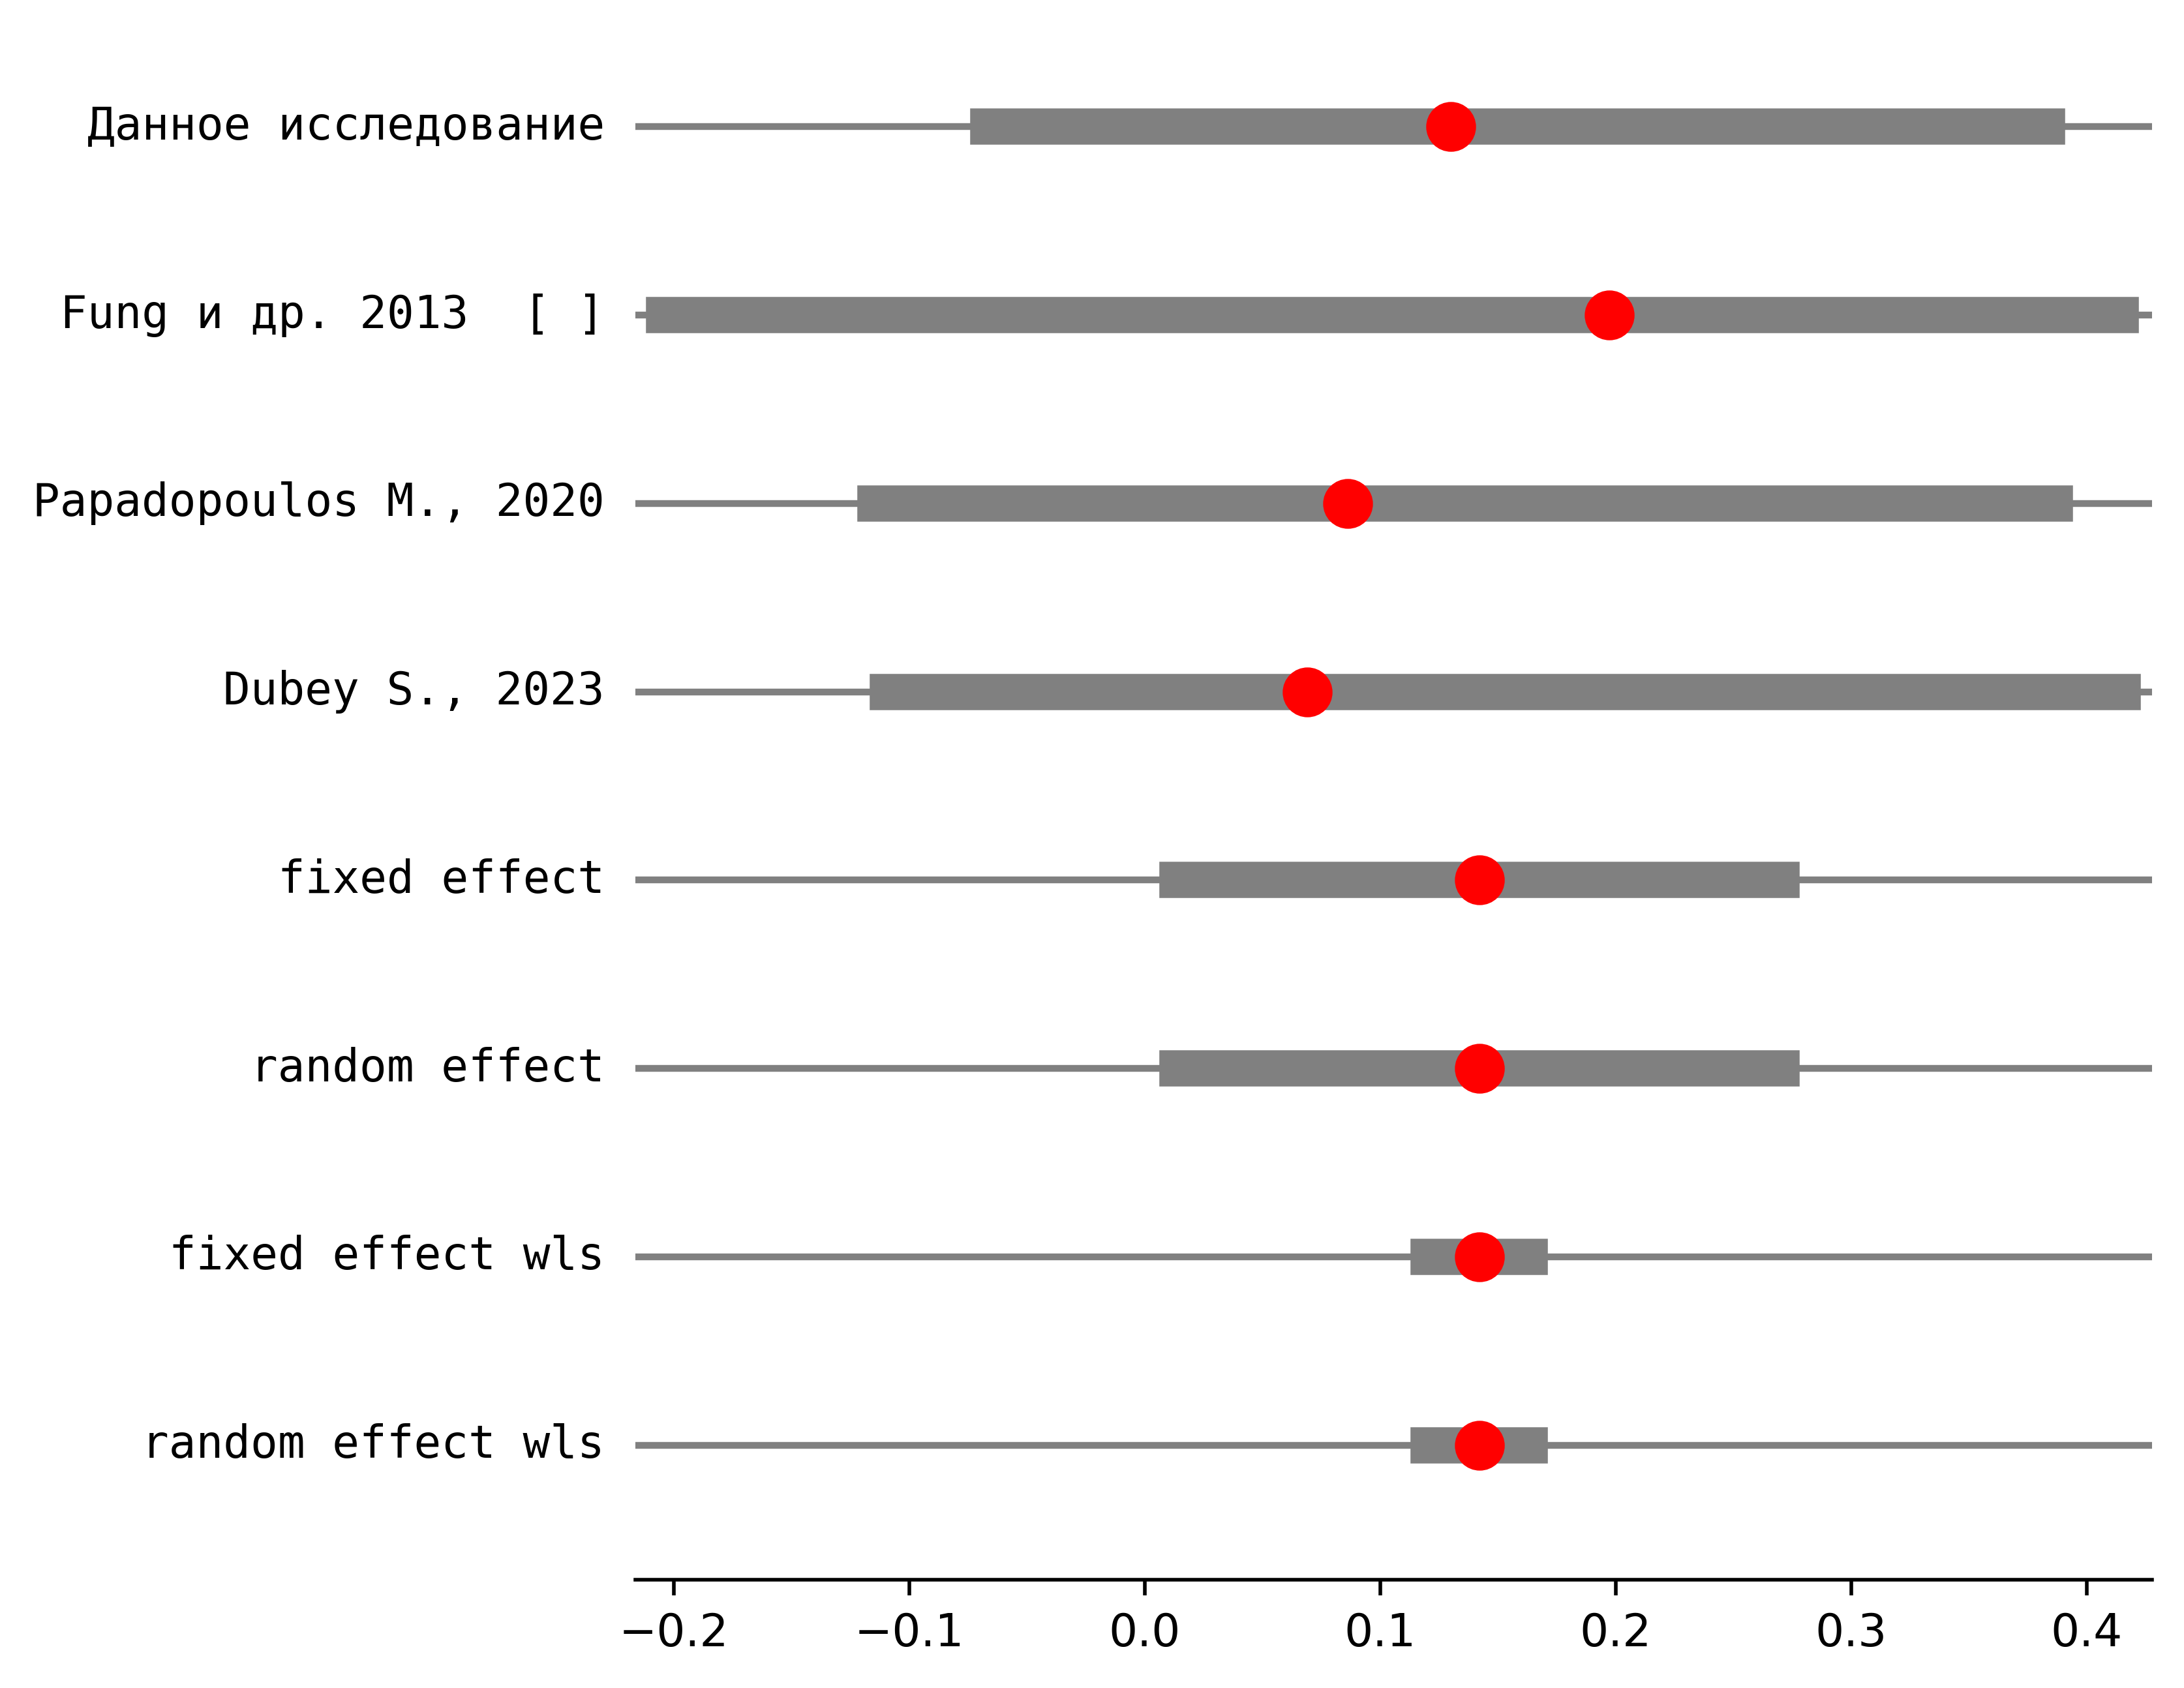 Данное исследование
Fung и др. 2013  [ ]
Papadopoulos M., 2020
Dubey S., 2023
fixed effect
random effect
fixed effect wls
random effect wls
−0.2 −0.1 0.0 0.1 0.2 0.3 0.4